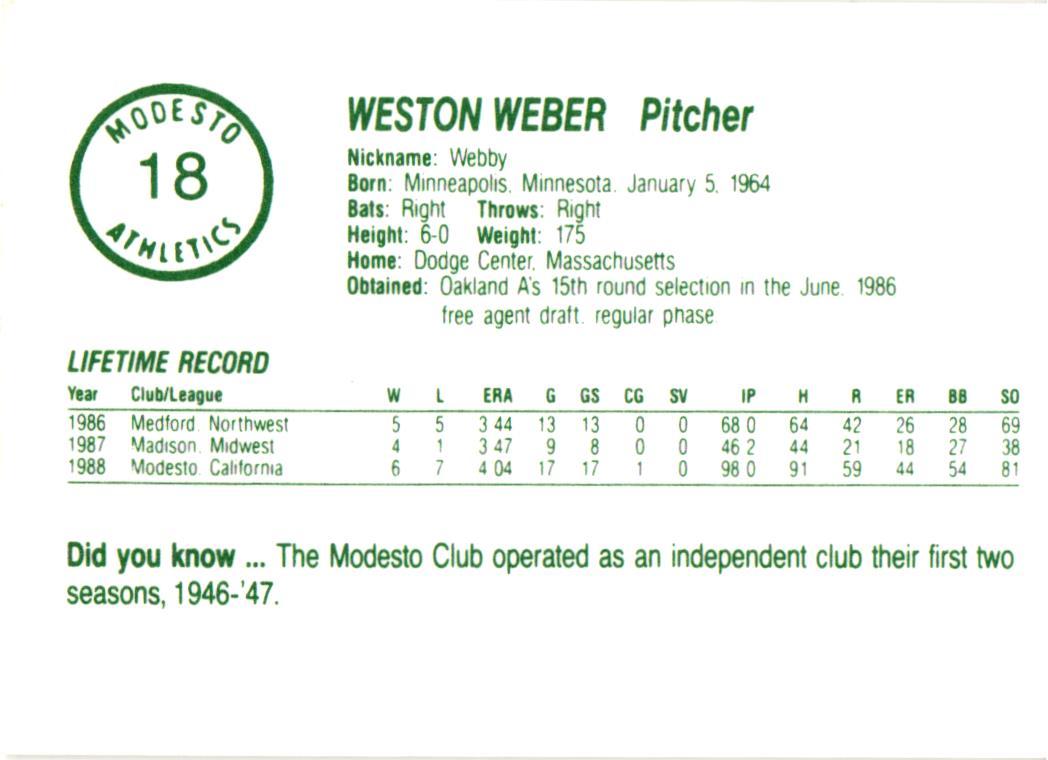 MODESTO
18
ATHLETICS
WESTON WEBER Pitcher
Nickname: Webby
Born: Minneapolis, Minnesota. January 5, 1964
Bats: Right Throws: Right
Height: 6-0 Weight: 175
Home: Dodge Center, Massachusetts
Obtained: Oakland A's 15th round selection in the June, 1986
free agent draft, regular phase
LIFETIME RECORD
Year Club/League W L ERA G GS CG SV IP H R ER BB SO
1986 Medford. Northwest 5 5 3 44 13 13 0 0 68 0 64 42 26 28 69
1987 Madison. Midwest 4 1 3 47 9 8 0 0 46 2 44 21 18 27 38
1988 Modesto. California 6 7 4 04 17 17 1 0 98 0 91 59 44 54 81
Did you know ... The Modesto Club operated as an independent club their first two
seasons, 1946-'47.